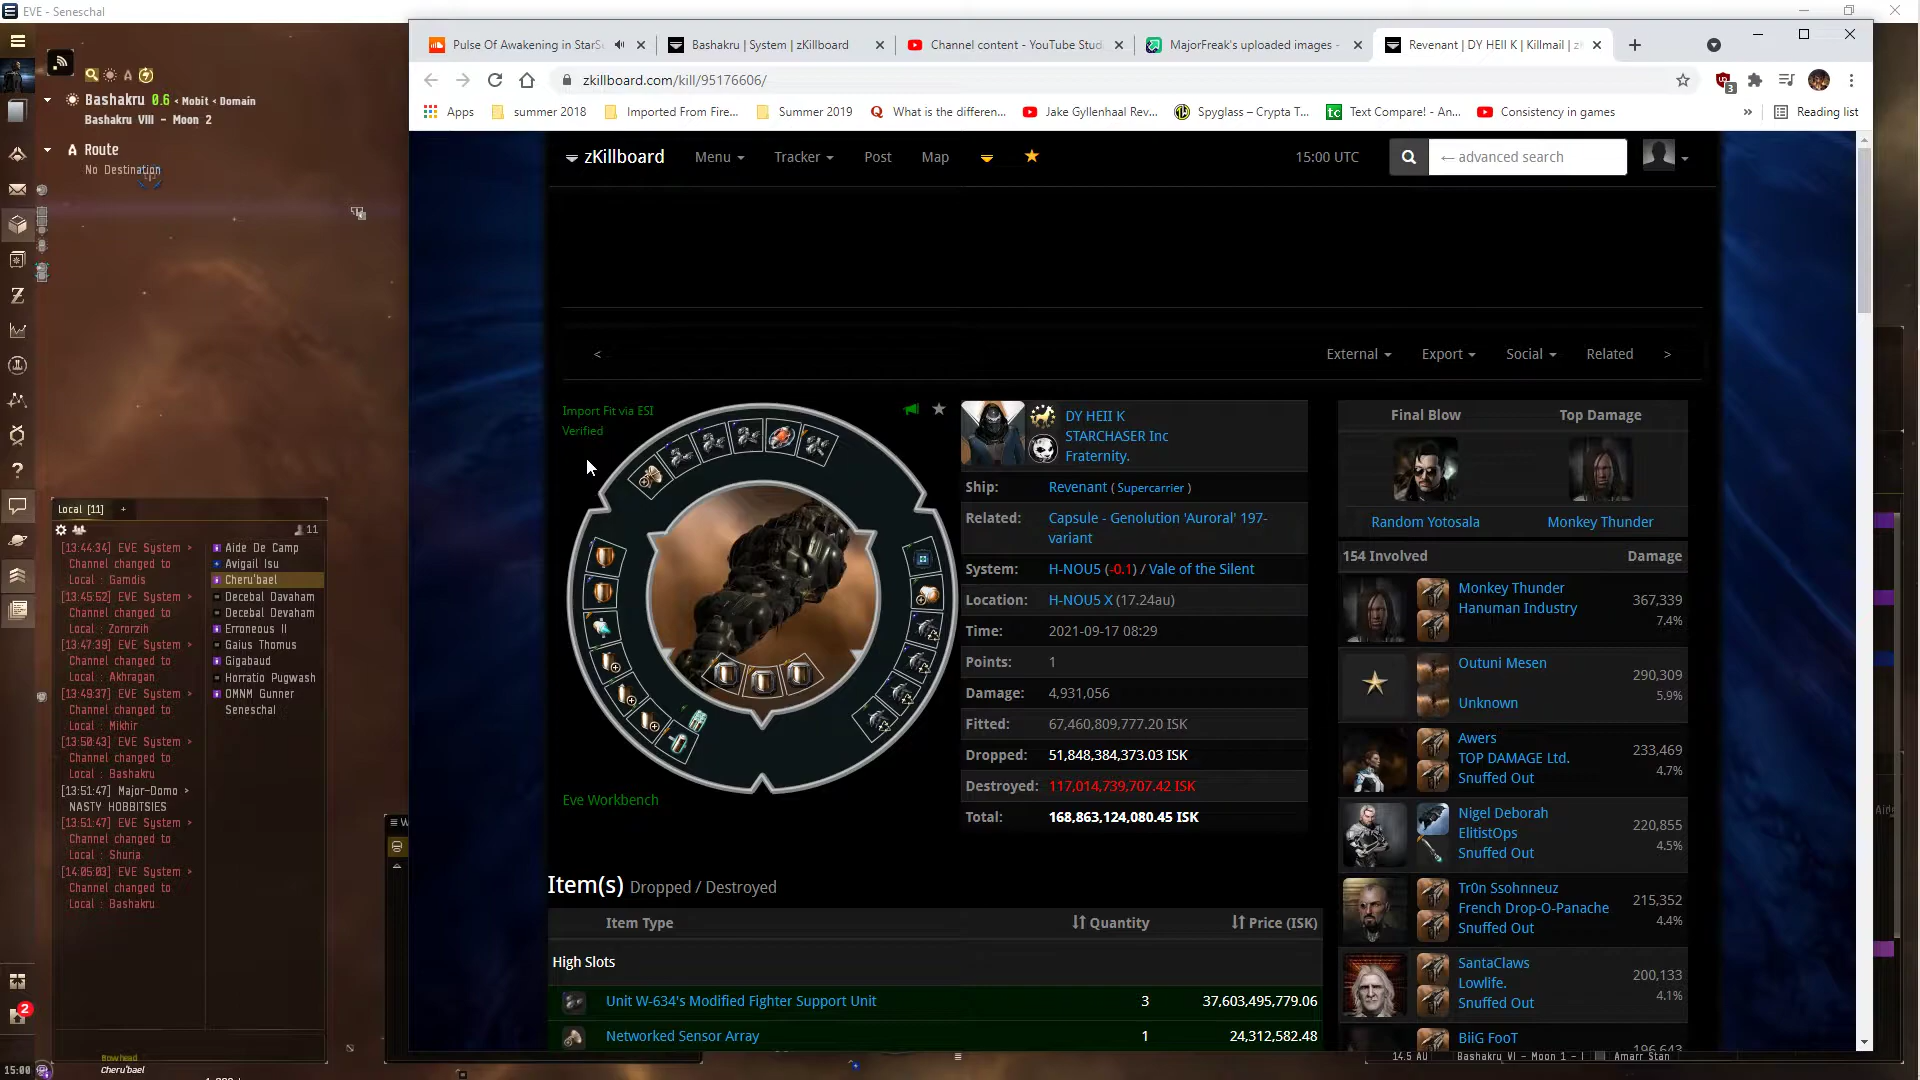 EVE - Seneschal
Bashakru 0.6 < Mobit < Domain
Bashakru VIII - Moon 2
Route
No Destination
Local [11]
11
[13:44:34] EVE System >
Channel changed to
Local : Gamdis
[13:45:52] EVE System >
Channel changed to
Local : Zororzih
[13:47:39] EVE System >
Channel changed to
Local : Akhragan
[13:49:37] EVE System >
Channel changed to
Local : Mikhir
[13:50:43] EVE System >
Channel changed to
Local : Bashakru
[13:51:47] Major-Domo >
NASTY HOBBITSIES
[13:51:47] EVE System >
Channel changed to
Local : Shuria
[14:05:03] EVE System >
Channel changed to
Local : Bashakru
Aide De Camp
Avigail Isu
Cheru'bael
Decebal Davaham
Decebal Devaham
Erroneous II
Gaius Thomus
Gigabaud
Horratio Pugwash
OMNM Gunner
Seneschal
2
15:00
Bowhead
Cheru'bael
Pulse Of Awakening in StarSe
Bashakru | System | zKillboard
Channel content - YouTube Stud
MajorFreak's uploaded images -
Revenant | DY HEII K | Killmail | z
zkillboard.com/kill/95176606/
3
Apps
summer 2018
Imported From Fire...
Summer 2019
What is the differen...
Jake Gyllenhaal Rev...
Spyglass – Crypta T...
Text Compare! - An...
Consistency in games
»
Reading list
zKillboard
Menu
Tracker
Post
Map
15:00 UTC
advanced search
<
External
Export
Social
Related
>
Import Fit via ESI
Verified
Eve Workbench
DY HEII K
STARCHASER Inc
Fraternity.
Ship: Revenant ( Supercarrier )
Related: Capsule - Genolution 'Auroral' 197-
variant
System: H-NOU5 (-0.1) / Vale of the Silent
Location: H-NOU5 X (17.24au)
Time: 2021-09-17 08:29
Points: 1
Damage: 4,931,056
Fitted: 67,460,809,777.20 ISK
Dropped: 51,848,384,373.03 ISK
Destroyed: 117,014,739,707.42 ISK
Total: 168,863,124,080.45 ISK
Final Blow Top Damage
Random Yotosala Monkey Thunder
154 Involved Damage
Monkey Thunder
Hanuman Industry
367,339
7.4%
Outuni Mesen
Unknown
290,309
5.9%
Awers
TOP DAMAGE Ltd.
Snuffed Out
233,469
4.7%
Nigel Deborah
ElitistOps
Snuffed Out
220,855
4.5%
Tr0n Ssohnneuz
French Drop-O-Panache
Snuffed Out
215,352
4.4%
SantaClaws
Lowlife.
Snuffed Out
200,133
4.1%
BiiG FooT
196,643
Item(s) Dropped / Destroyed
Item Type Quantity Price (ISK)
High Slots
Unit W-634's Modified Fighter Support Unit 3 37,603,495,779.06
Networked Sensor Array 1 24,312,582.48
14.5 AU Bashakru VI - Moon 1 - I Amarr Stan